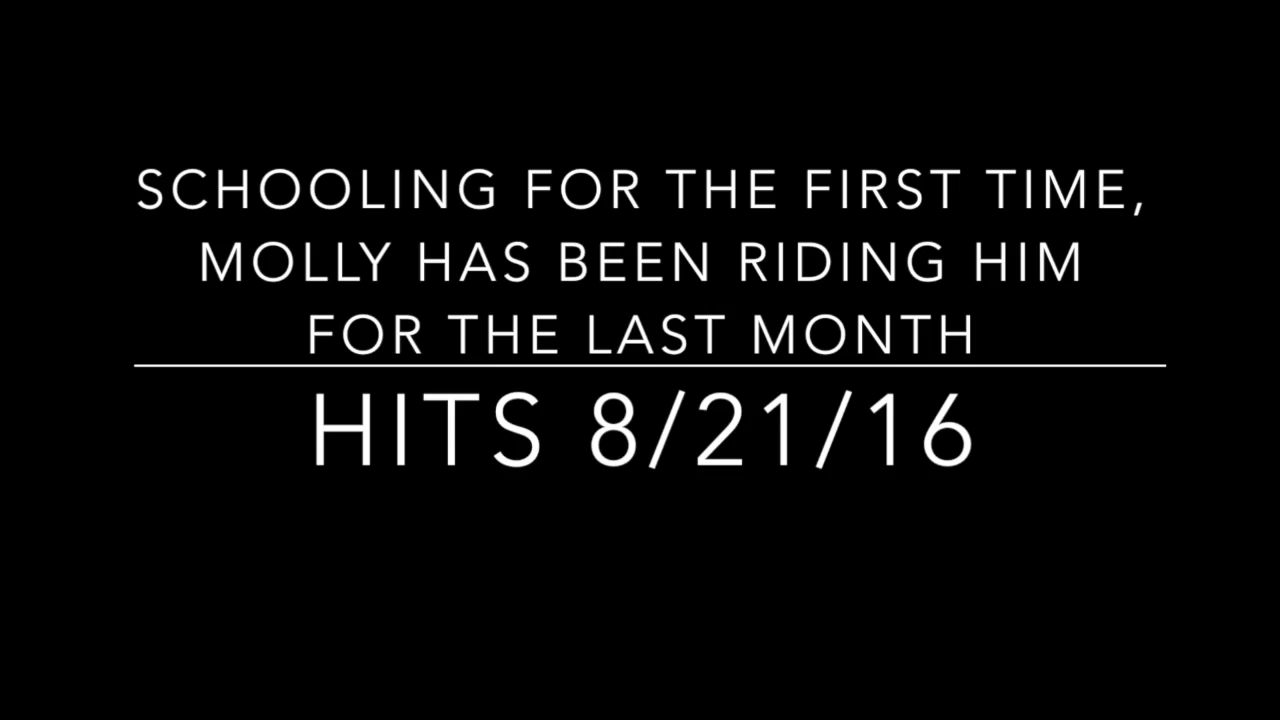 SCHOOLING FOR THE FIRST TIME,
MOLLY HAS BEEN RIDING HIM
FOR THE LAST MONTH
HITS 8/21/16